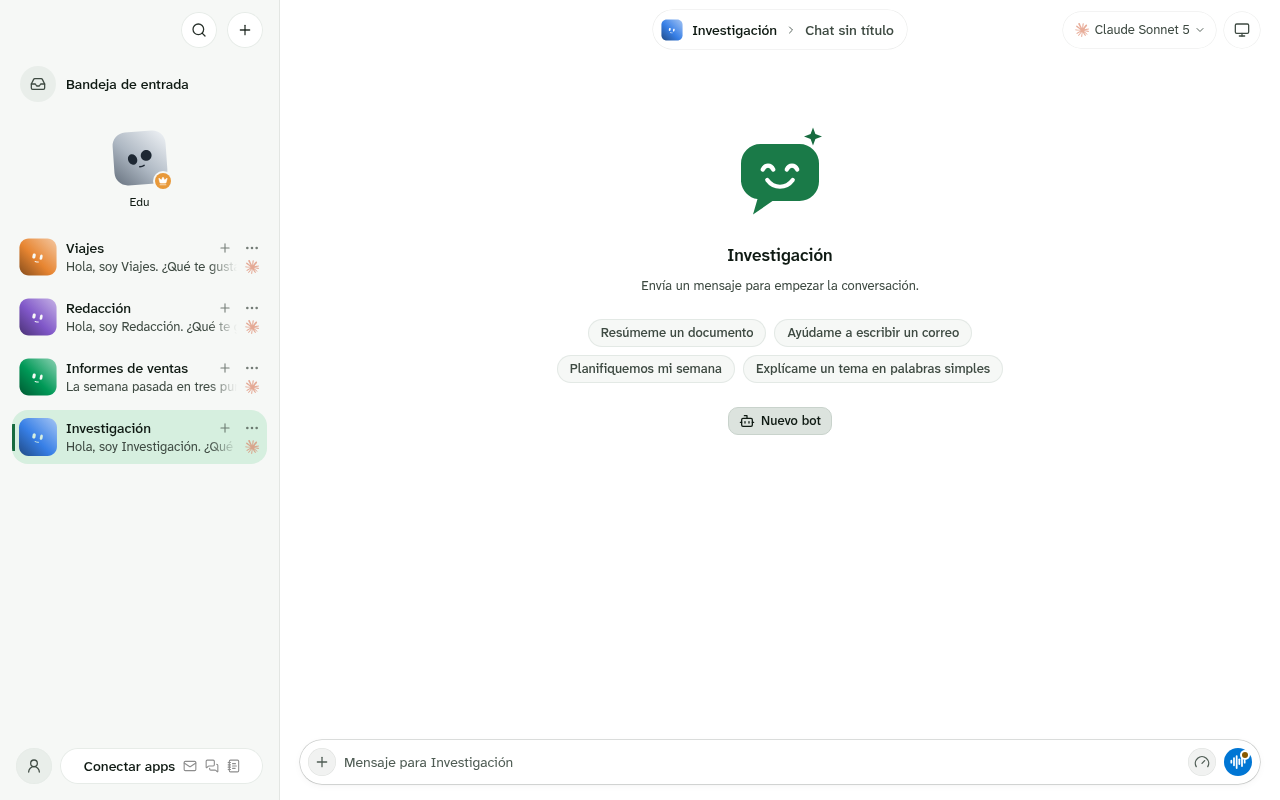 Bandeja de entrada
Edu
Viajes
Hola, soy Viajes. ¿Qué te gust
Redacción
Hola, soy Redacción. ¿Qué te
Informes de ventas
La semana pasada en tres pu
Investigación
Hola, soy Investigación. ¿Qué
Conectar apps
Investigación
Chat sin título
Claude Sonnet 5
Investigación
Envía un mensaje para empezar la conversación.
Resúmeme un documento
Ayúdame a escribir un correo
Planifiquemos mi semana
Explícame un tema en palabras simples
Nuevo bot
Mensaje para Investigación